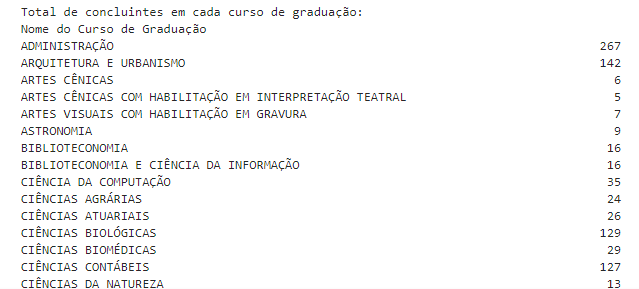 Total de concluintes em cada curso de graduação:
Nome do Curso de Graduação
ADMINISTRAÇÃO 267
ARQUITETURA E URBANISMO 142
ARTES CÊNICAS 6
ARTES CÊNICAS COM HABILITAÇÃO EM INTERPRETAÇÃO TEATRAL 5
ARTES VISUAIS COM HABILITAÇÃO EM GRAVURA 7
ASTRONOMIA 9
BIBLIOTECONOMIA 16
BIBLIOTECONOMIA E CIÊNCIA DA INFORMAÇÃO 16
CIÊNCIA DA COMPUTAÇÃO 35
CIÊNCIAS AGRÁRIAS 24
CIÊNCIAS ATUARIAIS 26
CIÊNCIAS BIOLÓGICAS 129
CIÊNCIAS BIOMÉDICAS 29
CIÊNCIAS CONTÁBEIS 127
CIÊNCIAS DA NATUREZA 13